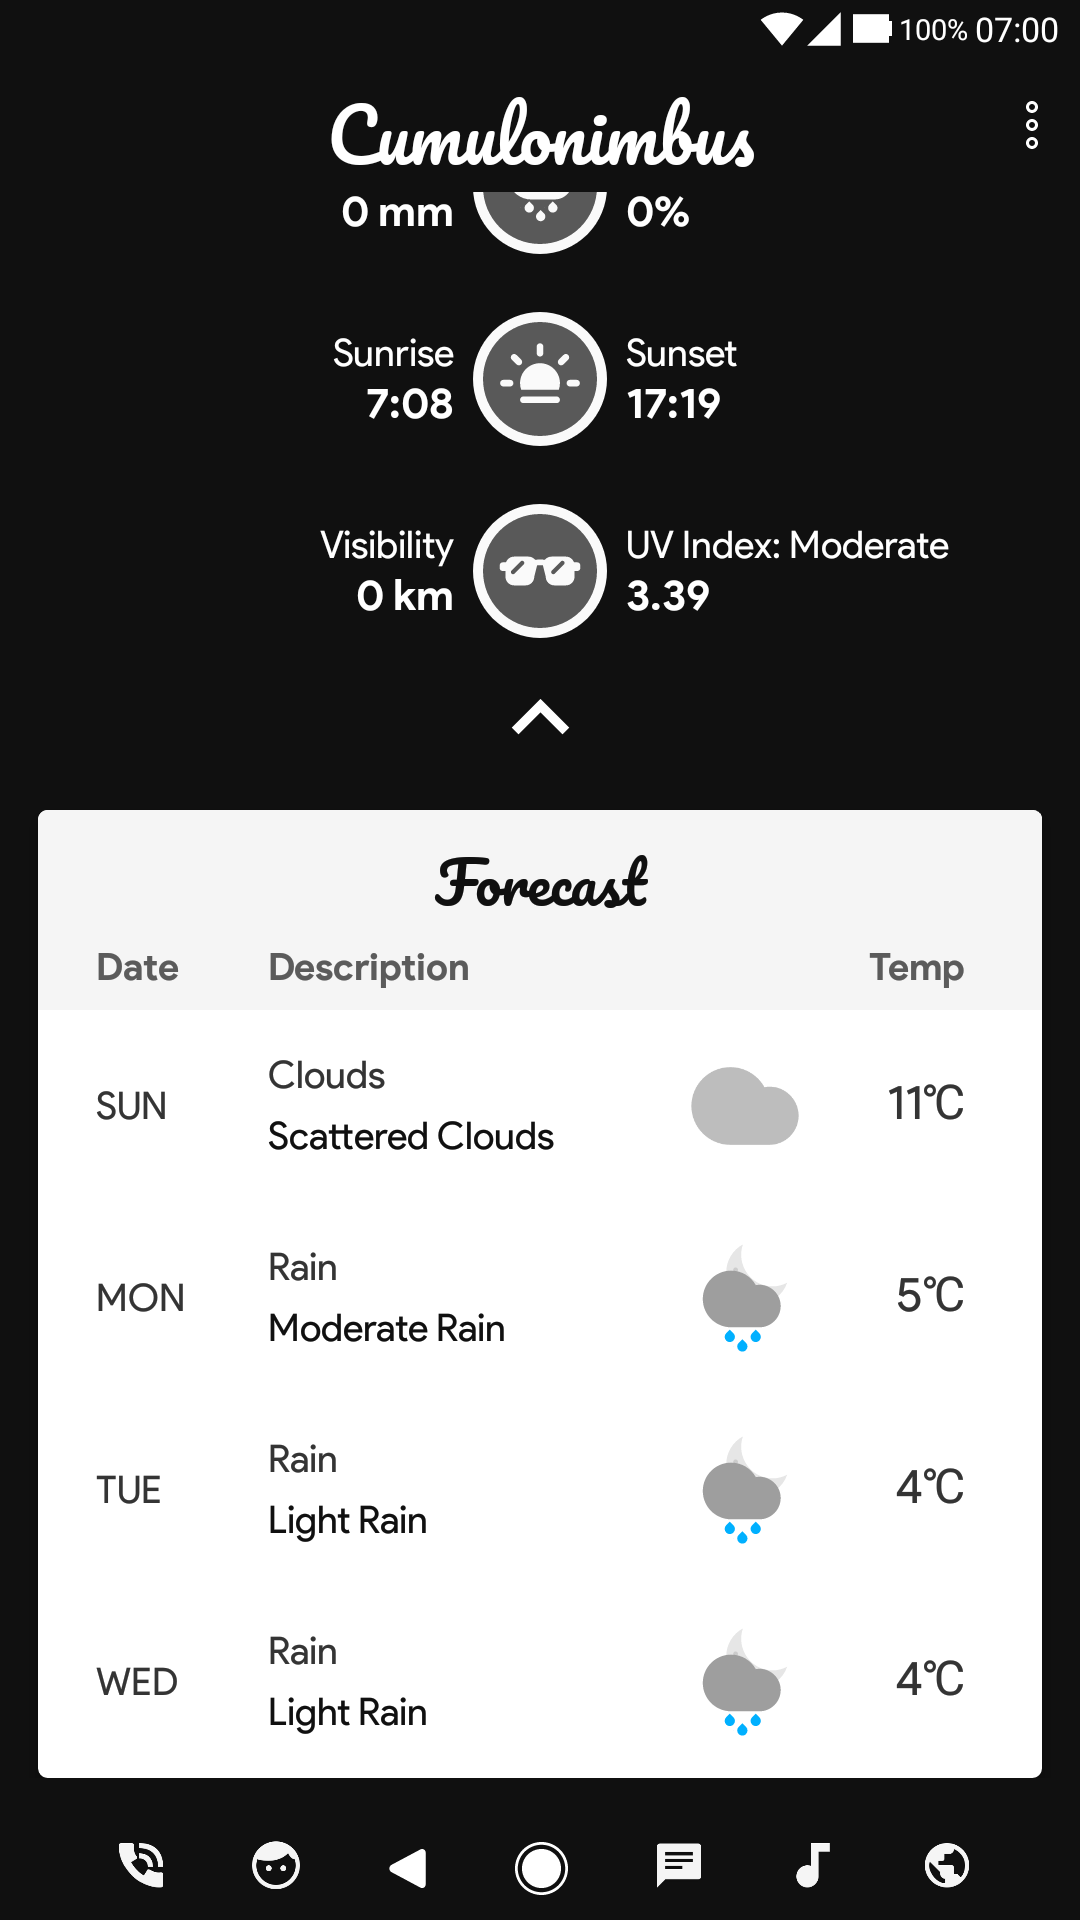 100% 07:00
Cumulonimbus
0 mm 0%
Sunrise Sunset
7:08 17:19
Visibility UV Index: Moderate
0 km 3.39
Forecast
Date Description Temp
Clouds
SUN 11°C
Scattered Clouds
Rain
MON 5°C
Moderate Rain
Rain
TUE 4°C
Light Rain
Rain
WED 4°C
Light Rain